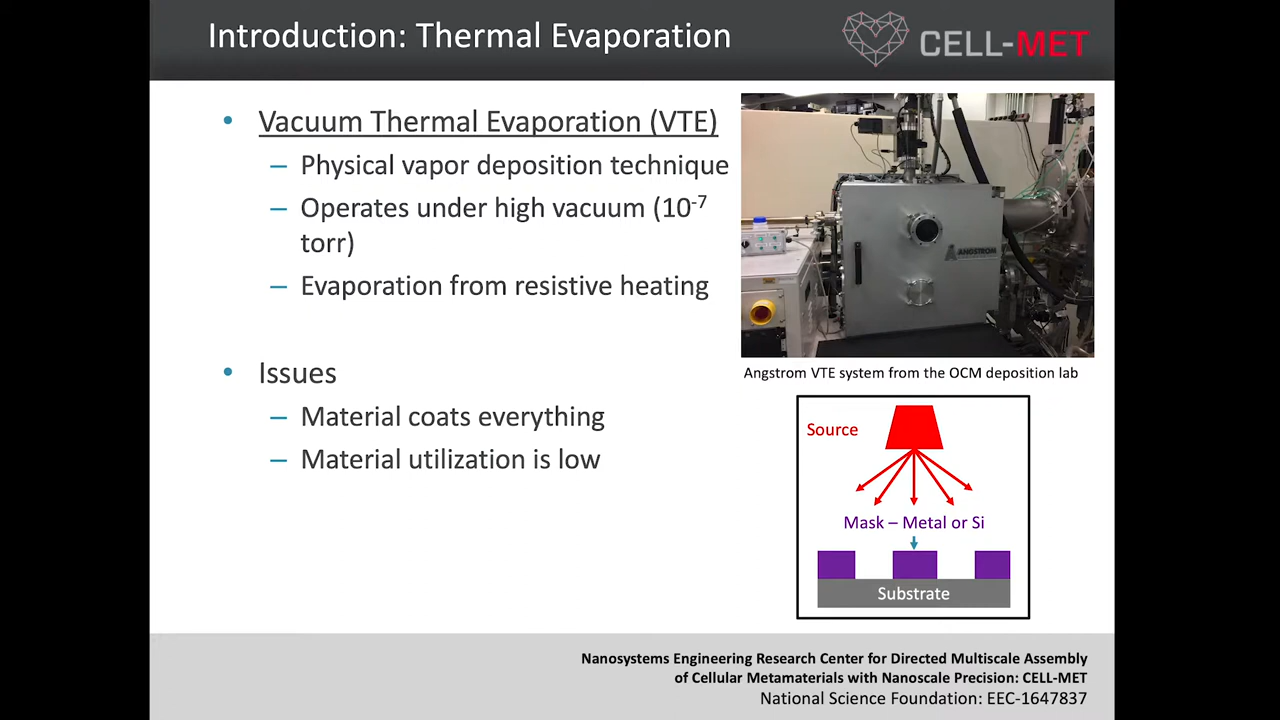 Introduction: Thermal Evaporation
CELL-MET
• Vacuum Thermal Evaporation (VTE)
– Physical vapor deposition technique
– Operates under high vacuum (10⁻⁷
torr)
– Evaporation from resistive heating
• Issues
– Material coats everything
– Material utilization is low
ANGSTROM
Angstrom VTE system from the OCM deposition lab
Source
Mask – Metal or Si
Substrate
Nanosystems Engineering Research Center for Directed Multiscale Assembly
of Cellular Metamaterials with Nanoscale Precision: CELL-MET
National Science Foundation: EEC-1647837